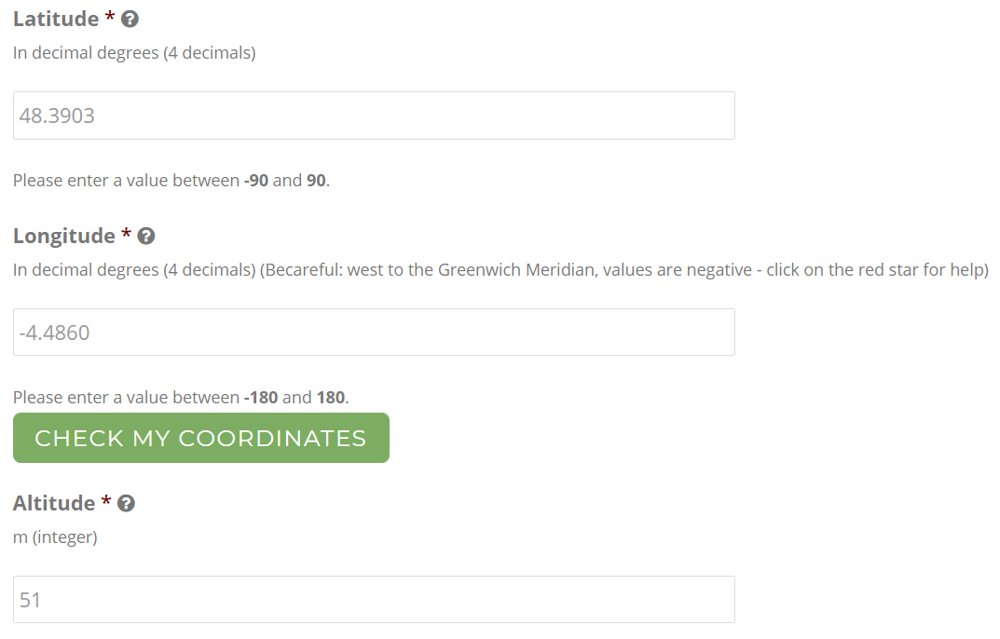 Latitude *
In decimal degrees (4 decimals)
48.3903
Please enter a value between -90 and 90.
Longitude *
In decimal degrees (4 decimals) (Becareful: west to the Greenwich Meridian, values are negative - click on the red star for help)
-4.4860
Please enter a value between -180 and 180.
CHECK MY COORDINATES
Altitude *
m (integer)
51